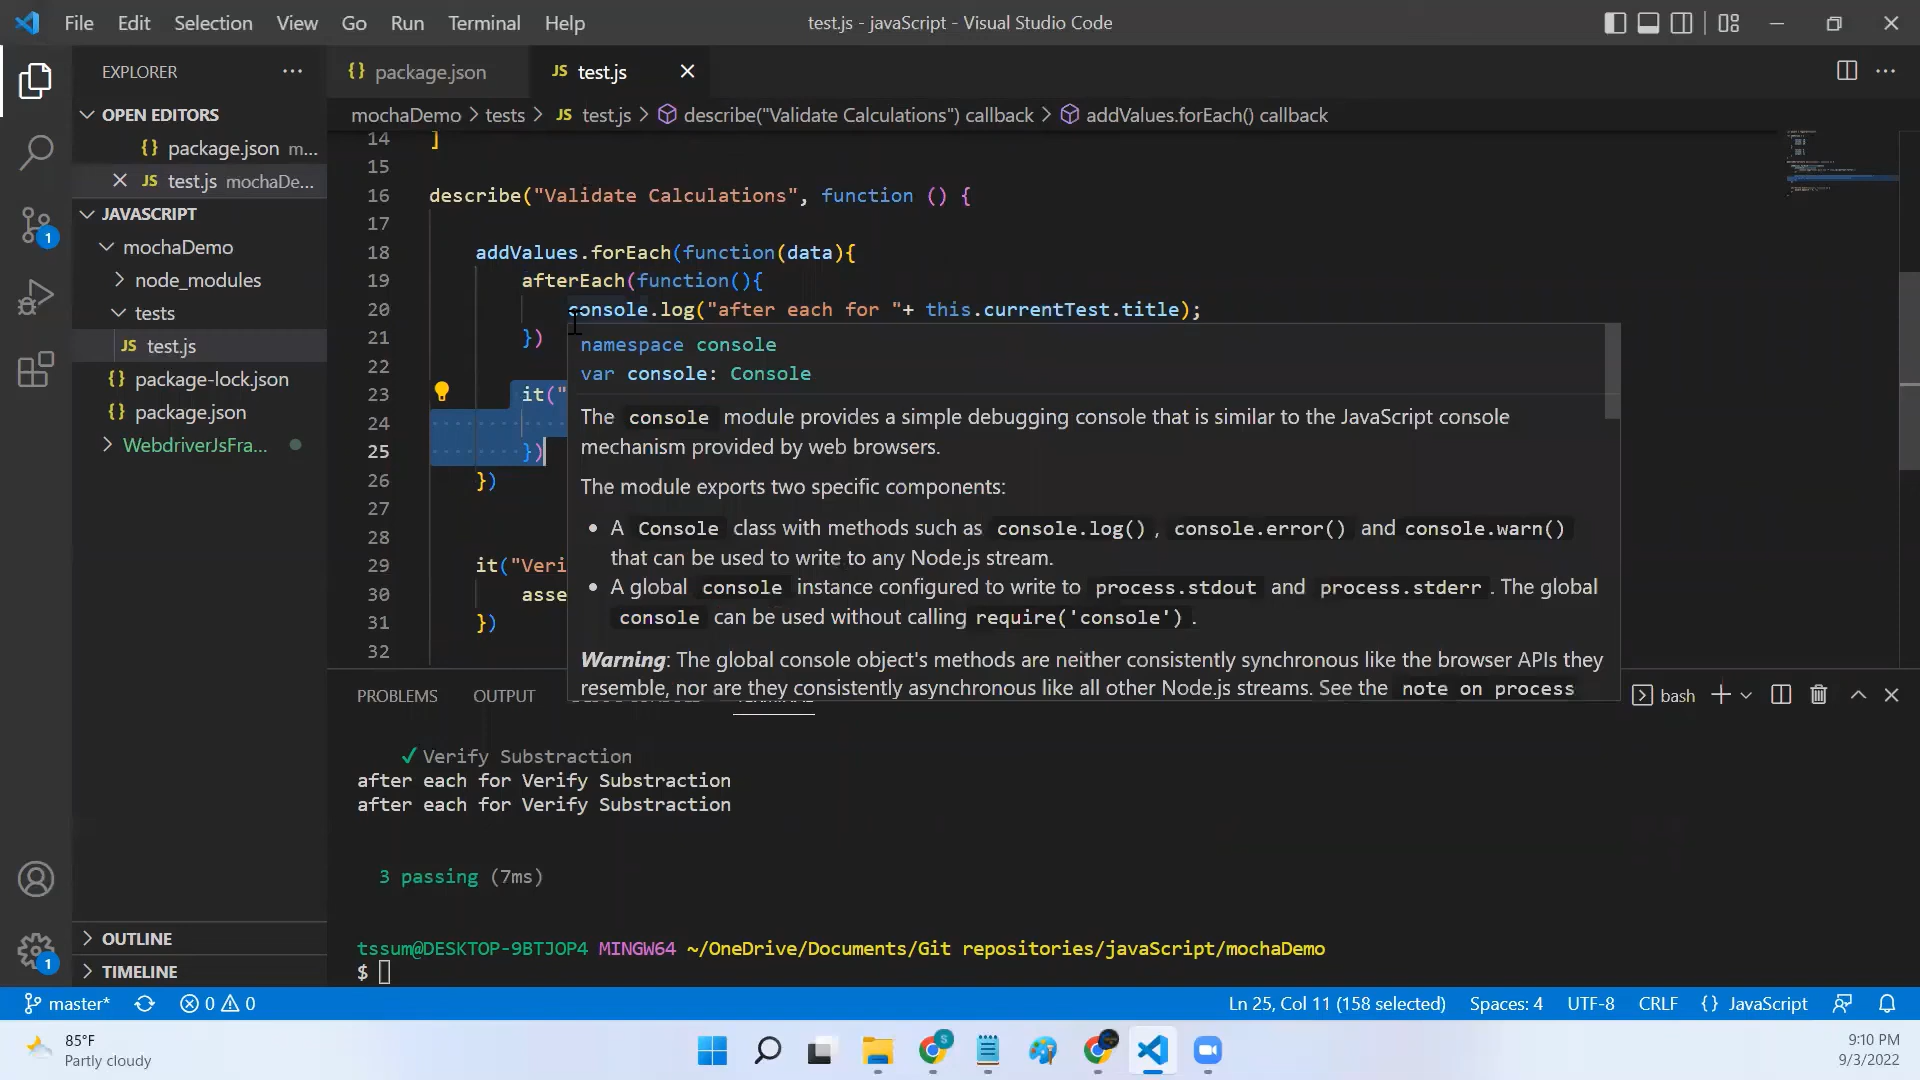 File Edit Selection View Go Run Terminal Help
test.js - javaScript - Visual Studio Code
EXPLORER
OPEN EDITORS
{} package.json m...
JS test.js mochaDe...
JAVASCRIPT
mochaDemo
node_modules
tests
JS test.js
{} package-lock.json
{} package.json
WebdriverJsFra...
OUTLINE
TIMELINE
1
1
{} package.json
JS test.js
mochaDemo > tests > JS test.js > describe("Validate Calculations") callback > addValues.forEach() callback
14 ]
15
16 describe("Validate Calculations", function () {
17
18 addValues.forEach(function(data){
19 afterEach(function(){
20 console.log("after each for "+ this.currentTest.title);
21 })
22
23 it("
24
25 })
26 })
27
28
29 it("Veri
30 asse
31 })
32
namespace console
var console: Console
The console module provides a simple debugging console that is similar to the JavaScript console
mechanism provided by web browsers.
The module exports two specific components:
• A Console class with methods such as console.log() , console.error() and console.warn()
that can be used to write to any Node.js stream.
• A global console instance configured to write to process.stdout and process.stderr . The global
console can be used without calling require('console') .
Warning: The global console object's methods are neither consistently synchronous like the browser APIs they
resemble, nor are they consistently asynchronous like all other Node.js streams. See the note on process
PROBLEMS OUTPUT
bash
✓ Verify Substraction
after each for Verify Substraction
after each for Verify Substraction
3 passing (7ms)
tssum@DESKTOP-9BTJOP4 MINGW64 ~/OneDrive/Documents/Git repositories/javaScript/mochaDemo
$
master* 0 0
Ln 25, Col 11 (158 selected) Spaces: 4 UTF-8 CRLF {} JavaScript
85°F
Partly cloudy
S
9:10 PM
9/3/2022